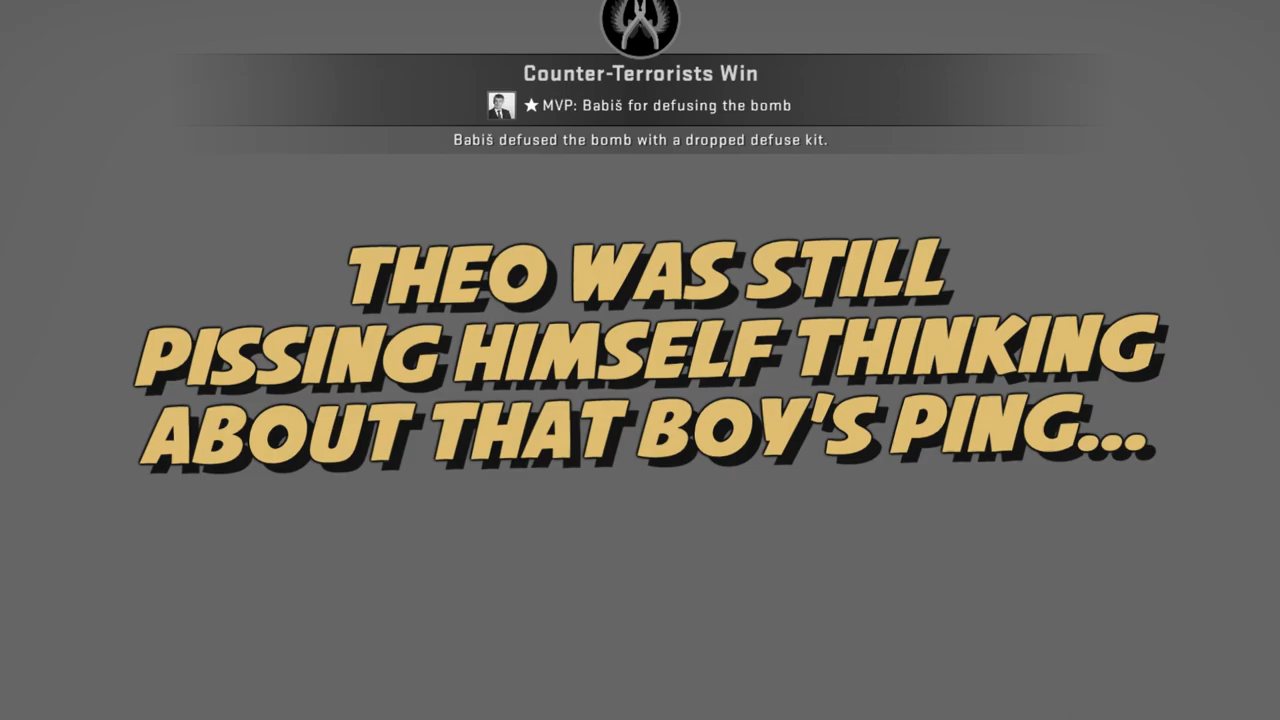 Counter-Terrorists Win
★ MVP: Babiš for defusing the bomb
Babiš defused the bomb with a dropped defuse kit.
THEO WAS STILL
PISSING HIMSELF THINKING
ABOUT THAT BOY'S PING...